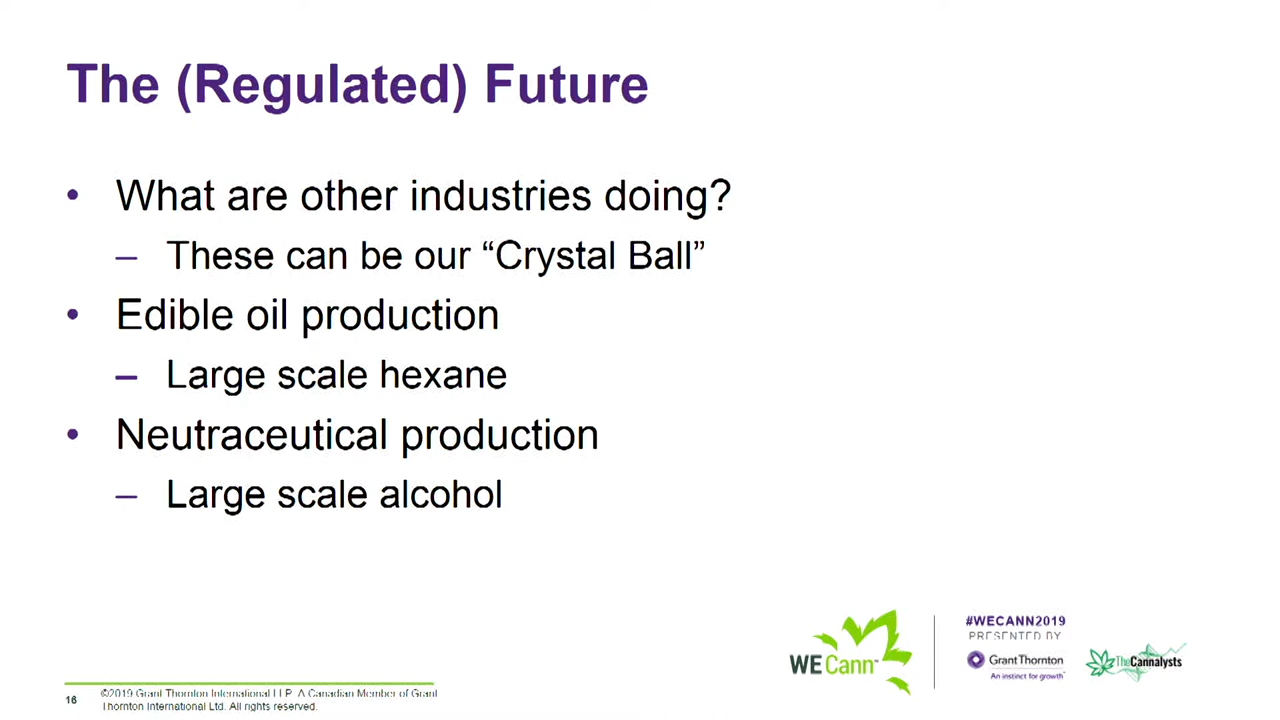 The (Regulated) Future
• What are other industries doing?
– These can be our “Crystal Ball”
• Edible oil production
– Large scale hexane
• Neutraceutical production
– Large scale alcohol
WE Cann™
#WECANN2019
PRESENTED BY
Grant Thornton
An instinct for growth™
TheCannalysts
16
©2019 Grant Thornton International LLP. A Canadian Member of Grant
Thornton International Ltd. All rights reserved.